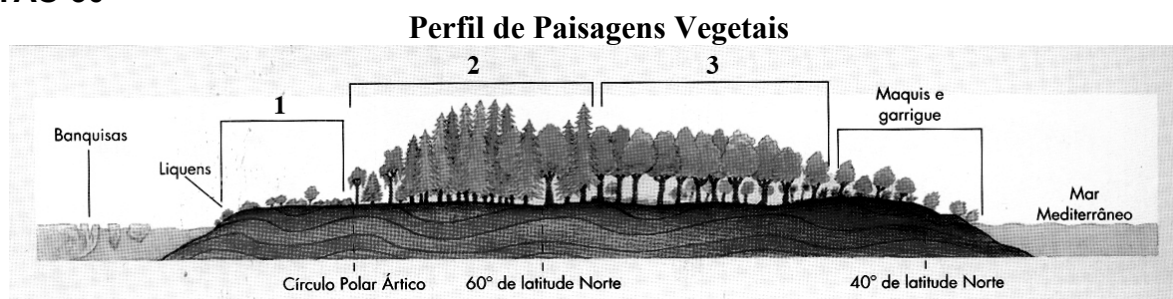 Perfil de Paisagens Vegetais
1
2
3
Banquisas
Liquens
Maquis e
garrigue
Mar
Mediterrâneo
Círculo Polar Ártico
60° de latitude Norte
40° de latitude Norte